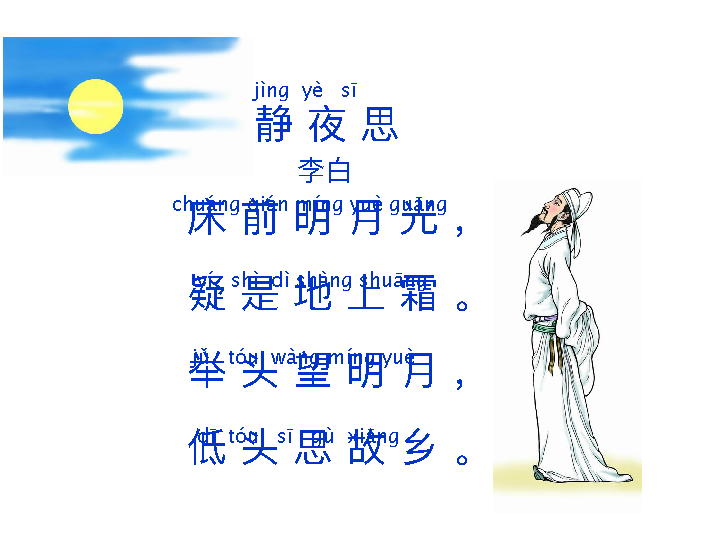 jìng yè sī
静夜思
李白
chuáng qián míng yuè guāng
床前明月光，
yí shì dì shàng shuāng
疑是地上霜。
jǔ tóu wàng míng yuè
举头望明月，
dī tóu sī gù xiāng
低头思故乡。